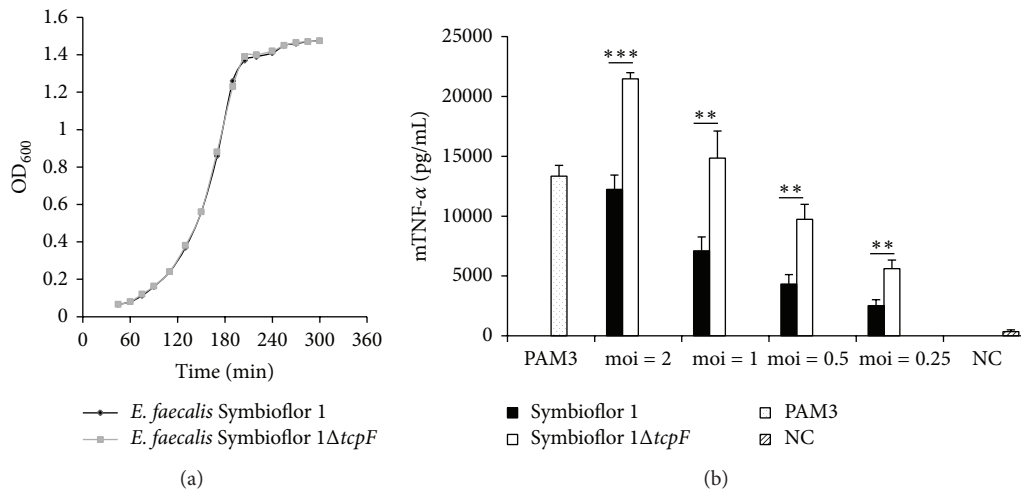 1.6
1.4
1.2
1
0.8
0.6
0.4
0.2
0
OD600
0 60 120 180 240 300 360
Time (min)
E. faecalis Symbioflor 1
E. faecalis Symbioflor 1ΔtcpF
(a)
25000
20000
15000
10000
5000
0
mTNF-α (pg/mL)
***
**
**
**
PAM3 moi = 2 moi = 1 moi = 0.5 moi = 0.25 NC
Symbioflor 1 PAM3
Symbioflor 1ΔtcpF NC
(b)